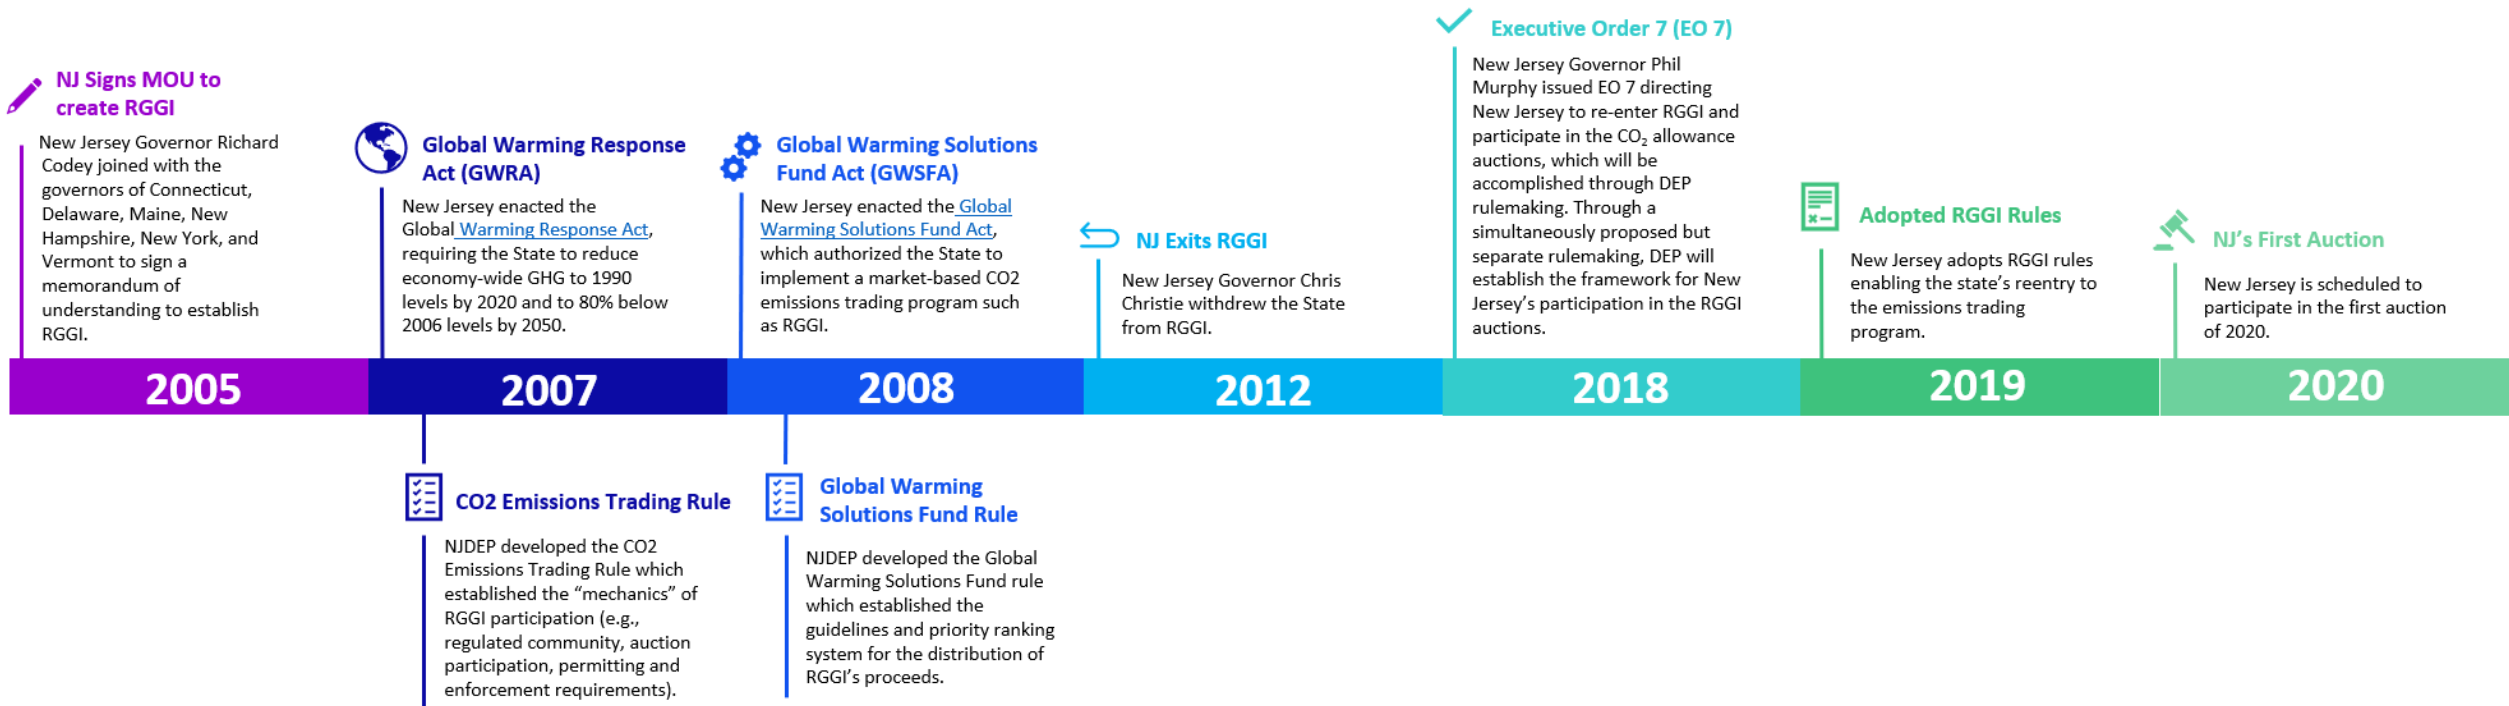 NJ Signs MOU to
create RGGI
New Jersey Governor Richard
Codey joined with the
governors of Connecticut,
Delaware, Maine, New
Hampshire, New York, and
Vermont to sign a
memorandum of
understanding to establish
RGGI.
2005
Global Warming Response
Act (GWRA)
New Jersey enacted the
Global Warming Response Act,
requiring the State to reduce
economy-wide GHG to 1990
levels by 2020 and to 80% below
2006 levels by 2050.
2007
CO2 Emissions Trading Rule
NJDEP developed the CO2
Emissions Trading Rule which
established the “mechanics” of
RGGI participation (e.g.,
regulated community, auction
participation, permitting and
enforcement requirements).
Global Warming Solutions
Fund Act (GWSFA)
New Jersey enacted the Global
Warming Solutions Fund Act,
which authorized the State to
implement a market-based CO2
emissions trading program such
as RGGI.
2008
Global Warming
Solutions Fund Rule
NJDEP developed the Global
Warming Solutions Fund rule
which established the
guidelines and priority ranking
system for the distribution of
RGGI’s proceeds.
NJ Exits RGGI
New Jersey Governor Chris
Christie withdrew the State
from RGGI.
2012
Executive Order 7 (EO 7)
New Jersey Governor Phil
Murphy issued EO 7 directing
New Jersey to re-enter RGGI and
participate in the CO₂ allowance
auctions, which will be
accomplished through DEP
rulemaking. Through a
simultaneously proposed but
separate rulemaking, DEP will
establish the framework for New
Jersey’s participation in the RGGI
auctions.
2018
Adopted RGGI Rules
New Jersey adopts RGGI rules
enabling the state’s reentry to
the emissions trading
program.
2019
NJ’s First Auction
New Jersey is scheduled to
participate in the first auction
of 2020.
2020